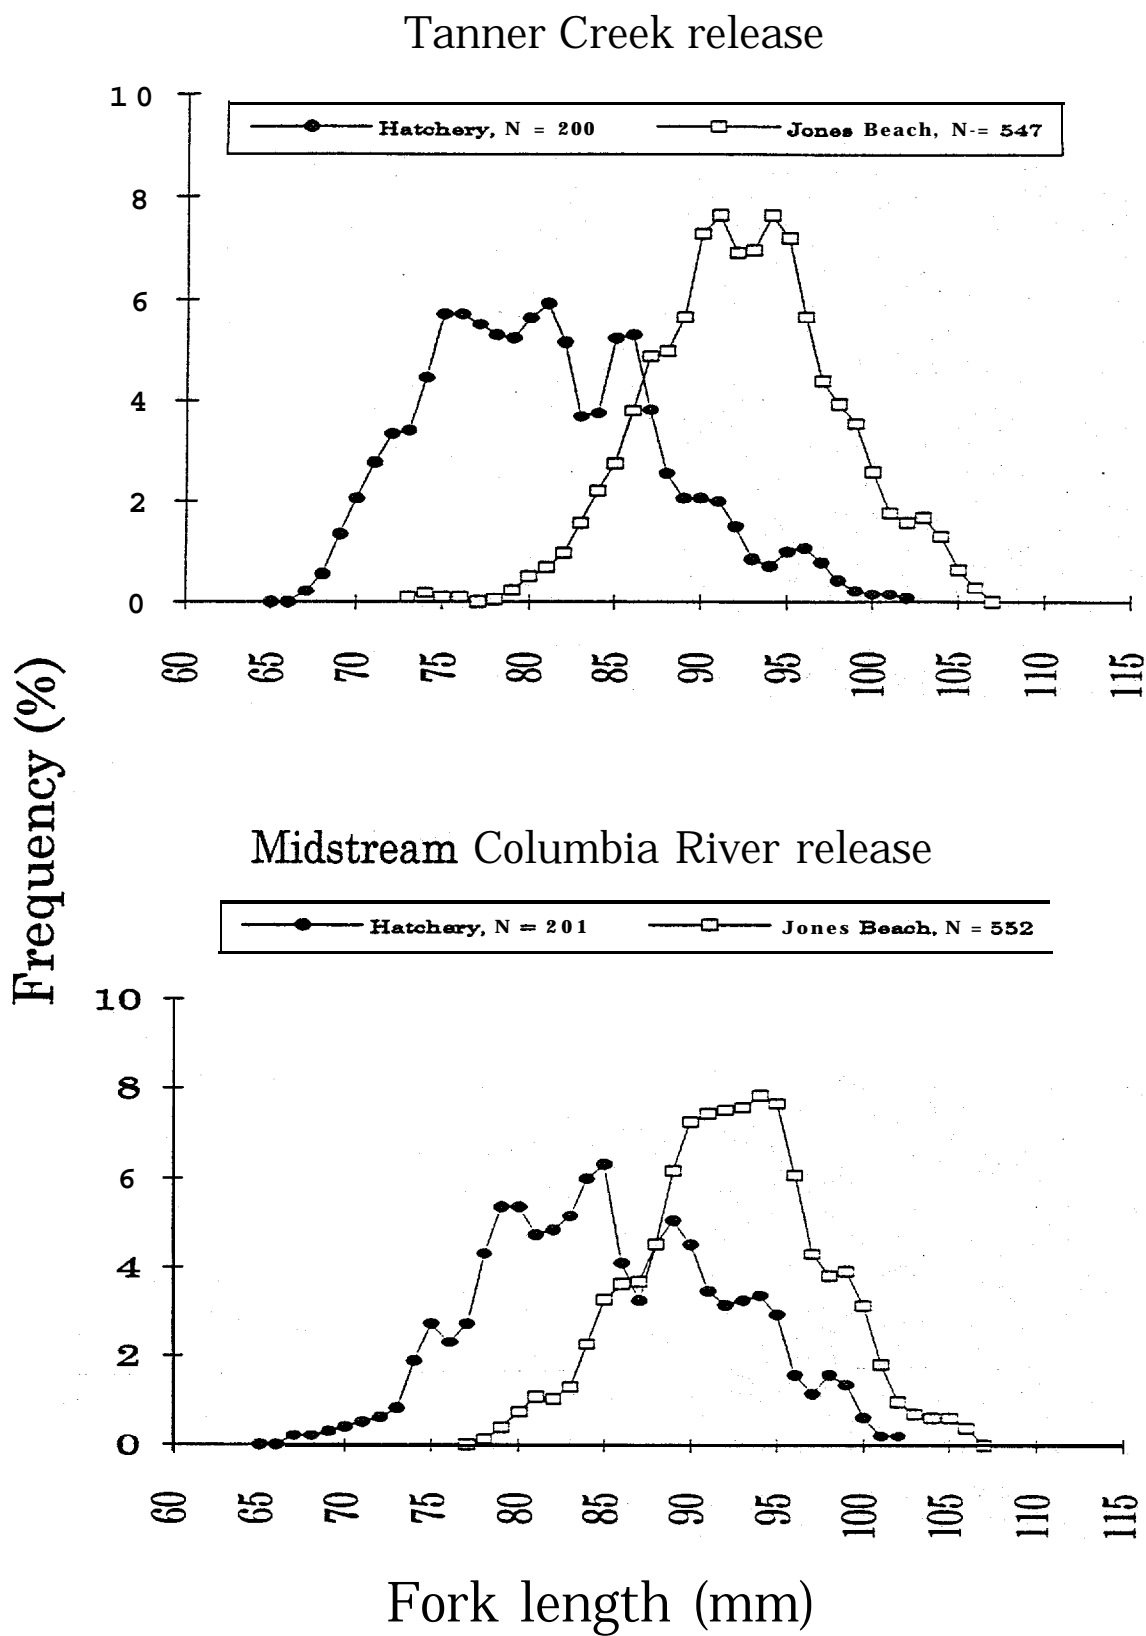 Tanner Creek release
Hatchery, N = 200 Jones Beach, N-= 547
10
8
6
4
2
0
60 65 70 75 80 85 90 95 100 105 110 115
Frequency (%)
Midstream Columbia River release
Hatchery, N = 201 Jones Beach, N = 552
10
8
6
4
2
0
60 65 70 75 80 85 90 95 100 105 110 115
Fork length (mm)